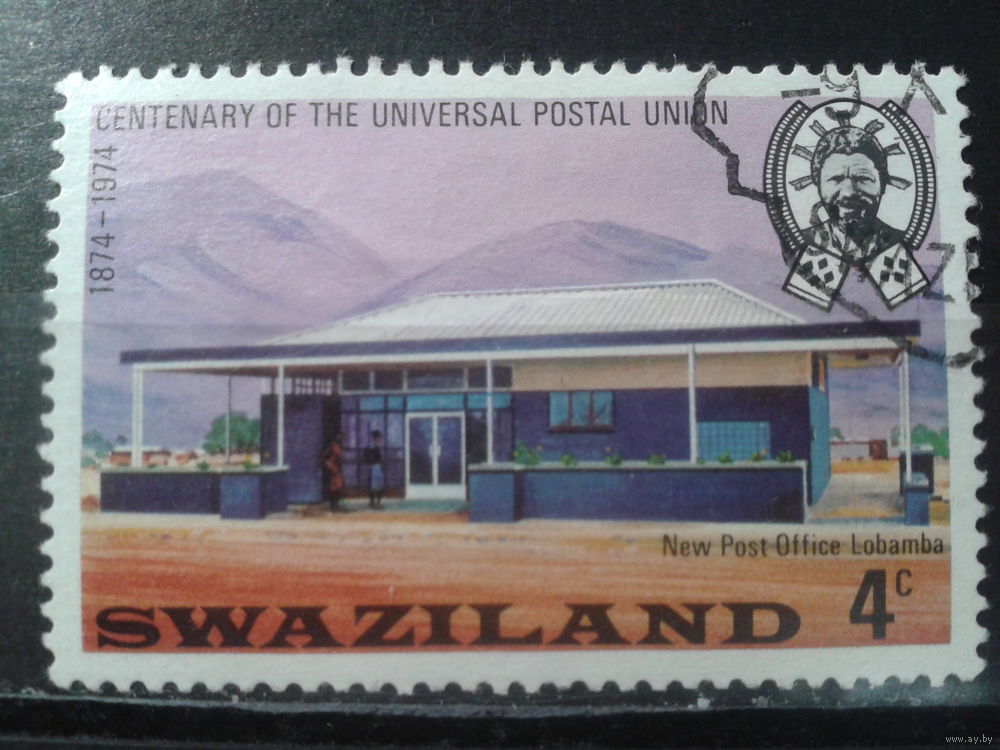 CENTENARY OF THE UNIVERSAL POSTAL UNION
1874-1974
New Post Office Lobamba
4c
SWAZILAND
www.ay.by